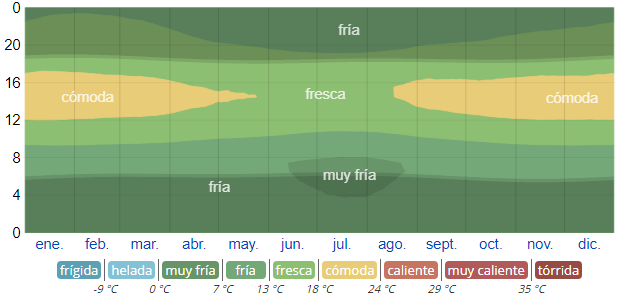 0
fría
20
16
cómoda
fresca
cómoda
12
8
muy fría
fría
4
0
ene. feb. mar. abr. may. jun. jul. ago. sept. oct. nov. dic.
frígida helada muy fría fría fresca cómoda caliente muy caliente tórrida
-9 °C 0 °C 7 °C 13 °C 18 °C 24 °C 29 °C 35 °C